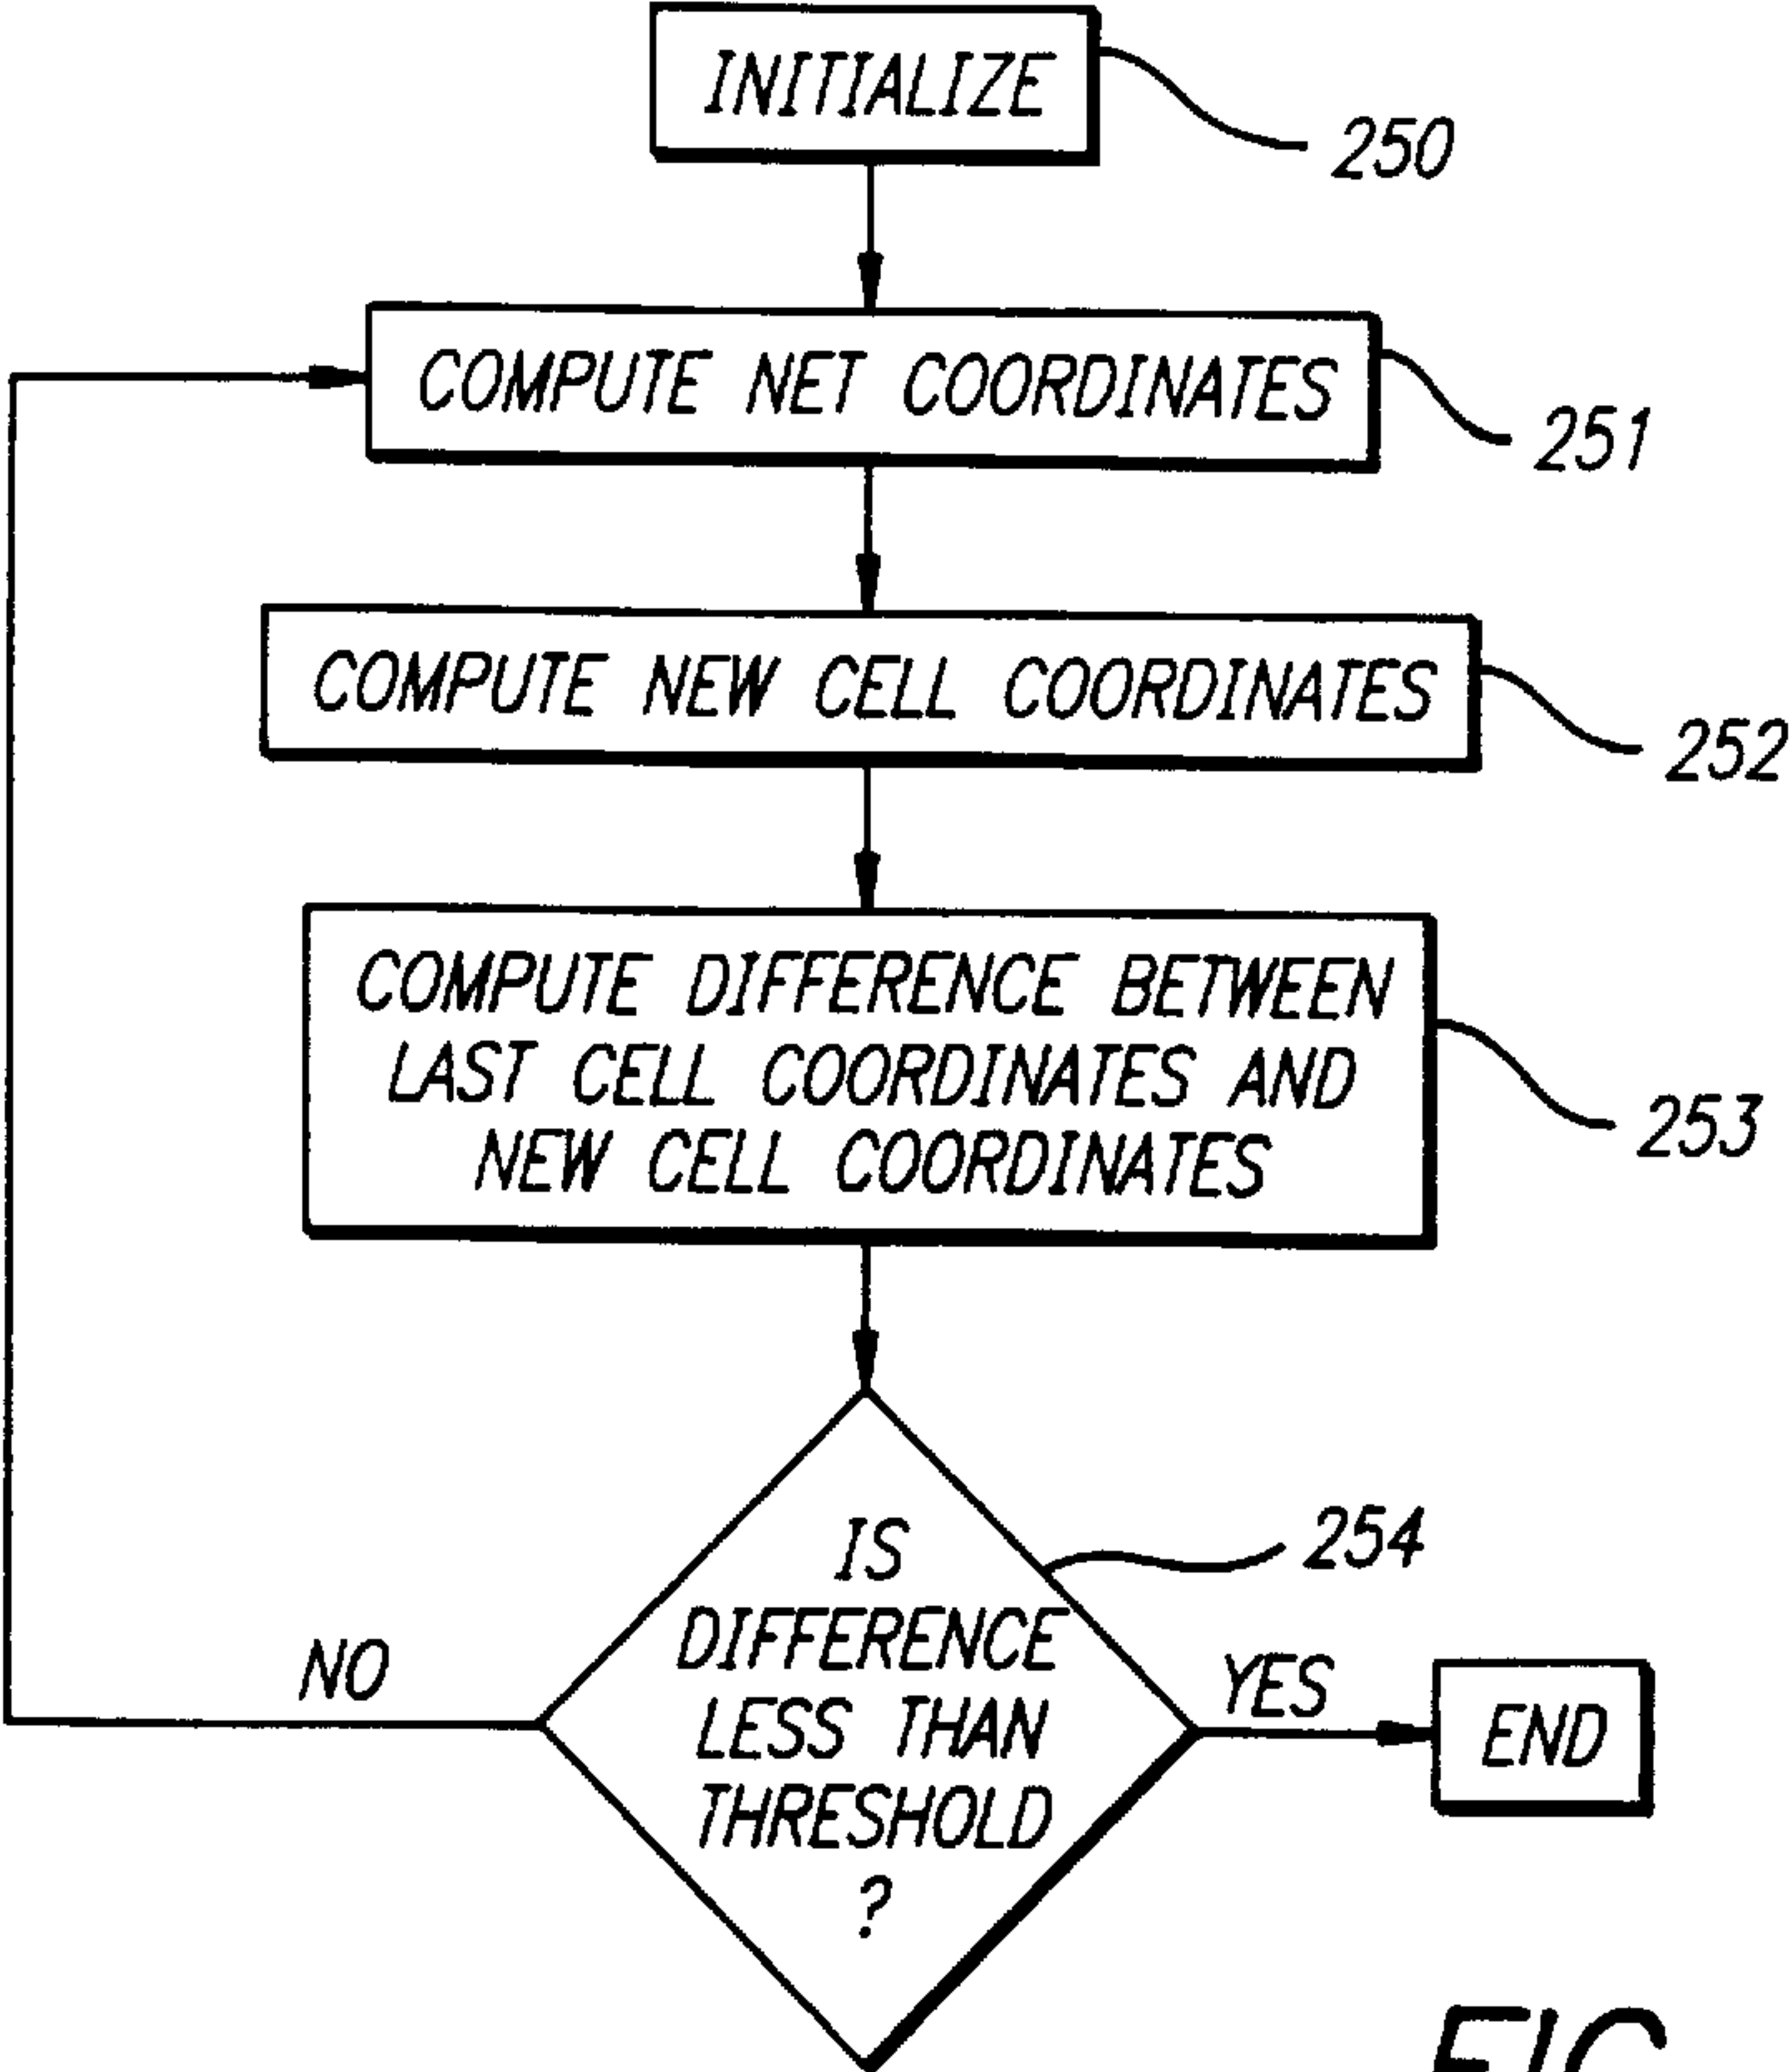 INITIALIZE
250
COMPUTE NET COORDINATES
251
COMPUTE NEW CELL COORDINATES
252
COMPUTE DIFFERENCE BETWEEN
LAST CELL COORDINATES AND
NEW CELL COORDINATES
253
IS
DIFFERENCE
LESS THAN
THRESHOLD
?
254
NO
YES
END